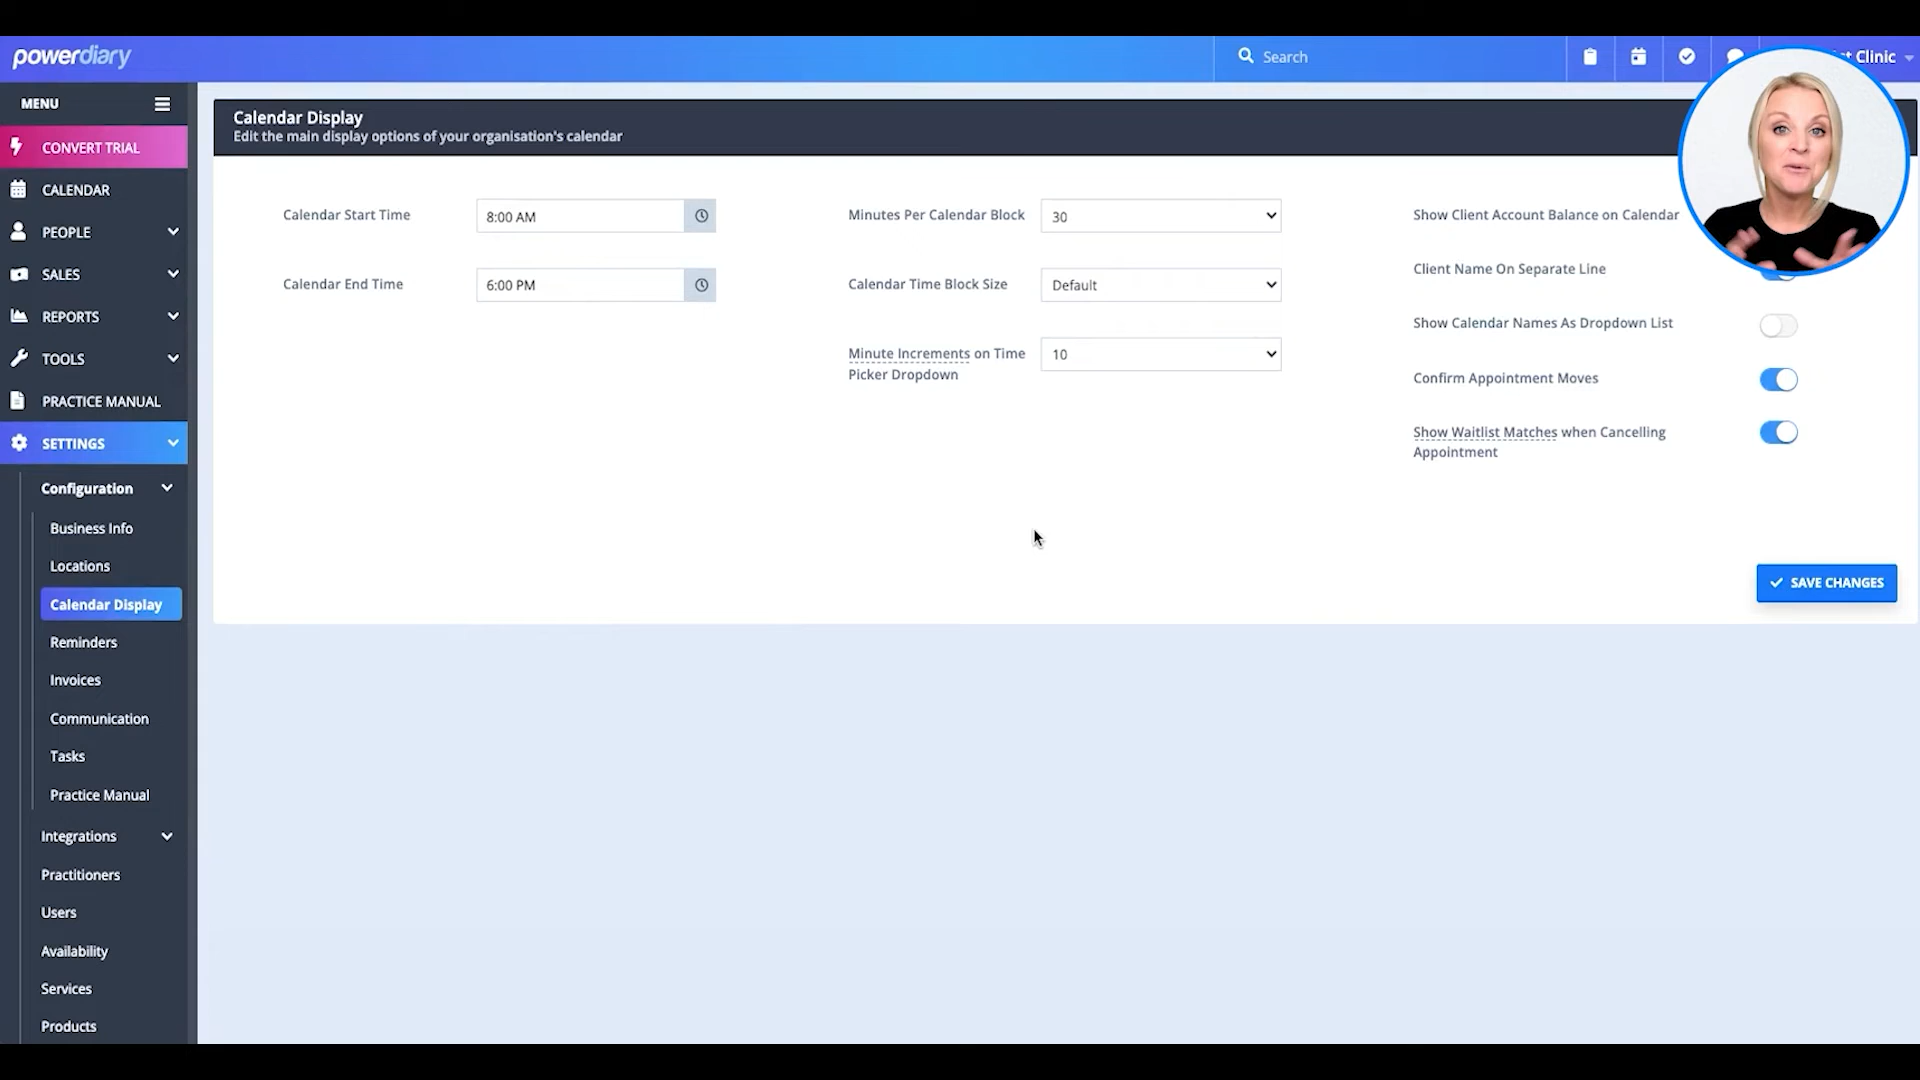 powerdiary
Search
Clinic
MENU
CONVERT TRIAL
CALENDAR
PEOPLE
SALES
REPORTS
TOOLS
PRACTICE MANUAL
SETTINGS
Configuration
Business Info
Locations
Calendar Display
Reminders
Invoices
Communication
Tasks
Practice Manual
Integrations
Practitioners
Users
Availability
Services
Products
Calendar Display
Edit the main display options of your organisation's calendar
Calendar Start Time
8:00 AM
Calendar End Time
6:00 PM
Minutes Per Calendar Block
30
Calendar Time Block Size
Default
Minute Increments on Time
Picker Dropdown
10
Show Client Account Balance on Calendar
Client Name On Separate Line
Show Calendar Names As Dropdown List
Confirm Appointment Moves
Show Waitlist Matches when Cancelling
Appointment
SAVE CHANGES